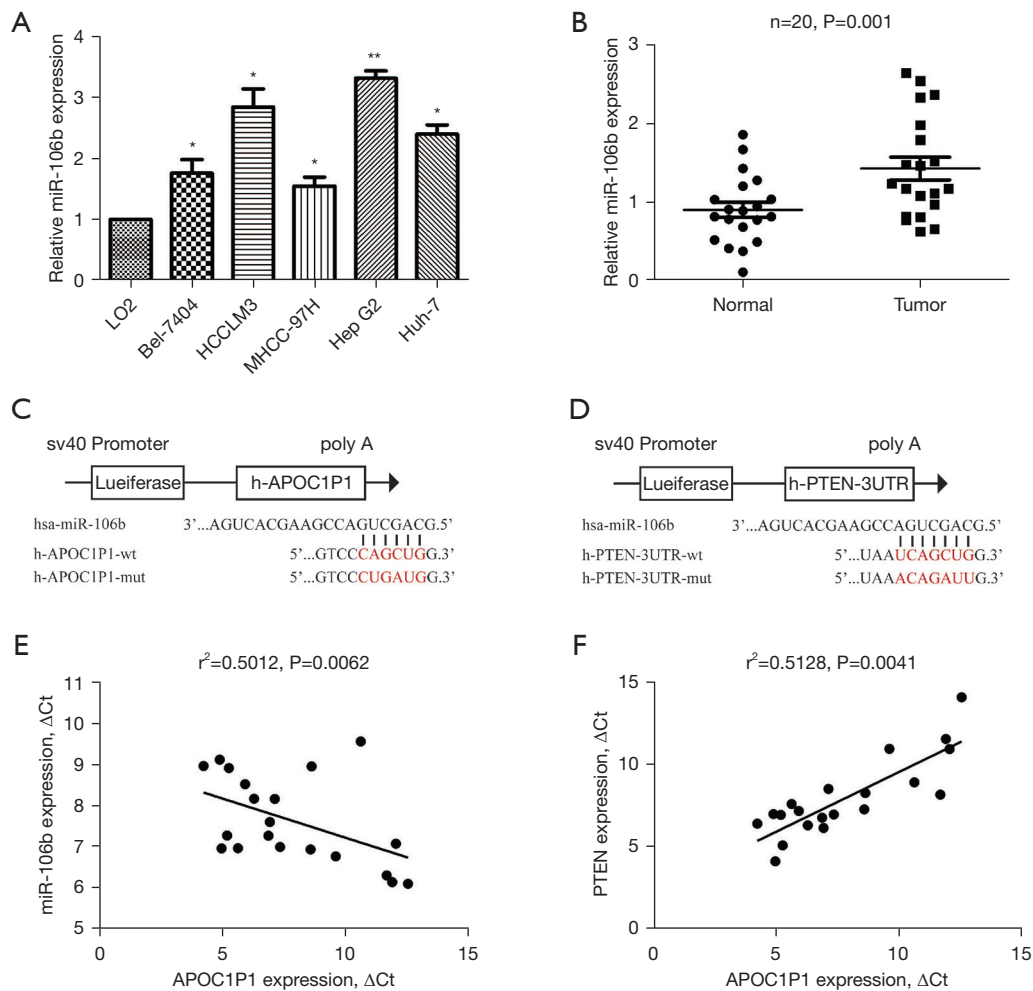 A
Relative miR-106b expression
4
3
2
1
0
*
*
*
**
*
LO2
Bel-7404
HCCLM3
MHCC-97H
Hep G2
Huh-7
B
n=20, P=0.001
Relative miR-106b expression
3
2
1
0
Normal
Tumor
C
sv40 Promoter
poly A
Lueiferase
h-APOC1P1
hsa-miR-106b 3’...AGUCACGAAGCCAGUCGACG.5’
h-APOC1P1-wt 5’...GTCCCAGCUGG.3’
h-APOC1P1-mut 5’...GTCCCUGAUGG.3’
D
sv40 Promoter
poly A
Lueiferase
h-PTEN-3UTR
hsa-miR-106b 3’...AGUCACGAAGCCAGUCGACG.5’
h-PTEN-3UTR-wt 5’...UAAUCAGCUGG.3’
h-PTEN-3UTR-mut 5’...UAAACAGAUUG.3’
E
r²=0.5012, P=0.0062
miR-106b expression, ΔCt
11
10
9
8
7
6
5
0 5 10 15
APOC1P1 expression, ΔCt
F
r²=0.5128, P=0.0041
PTEN expression, ΔCt
15
10
5
0
0 5 10 15
APOC1P1 expression, ΔCt